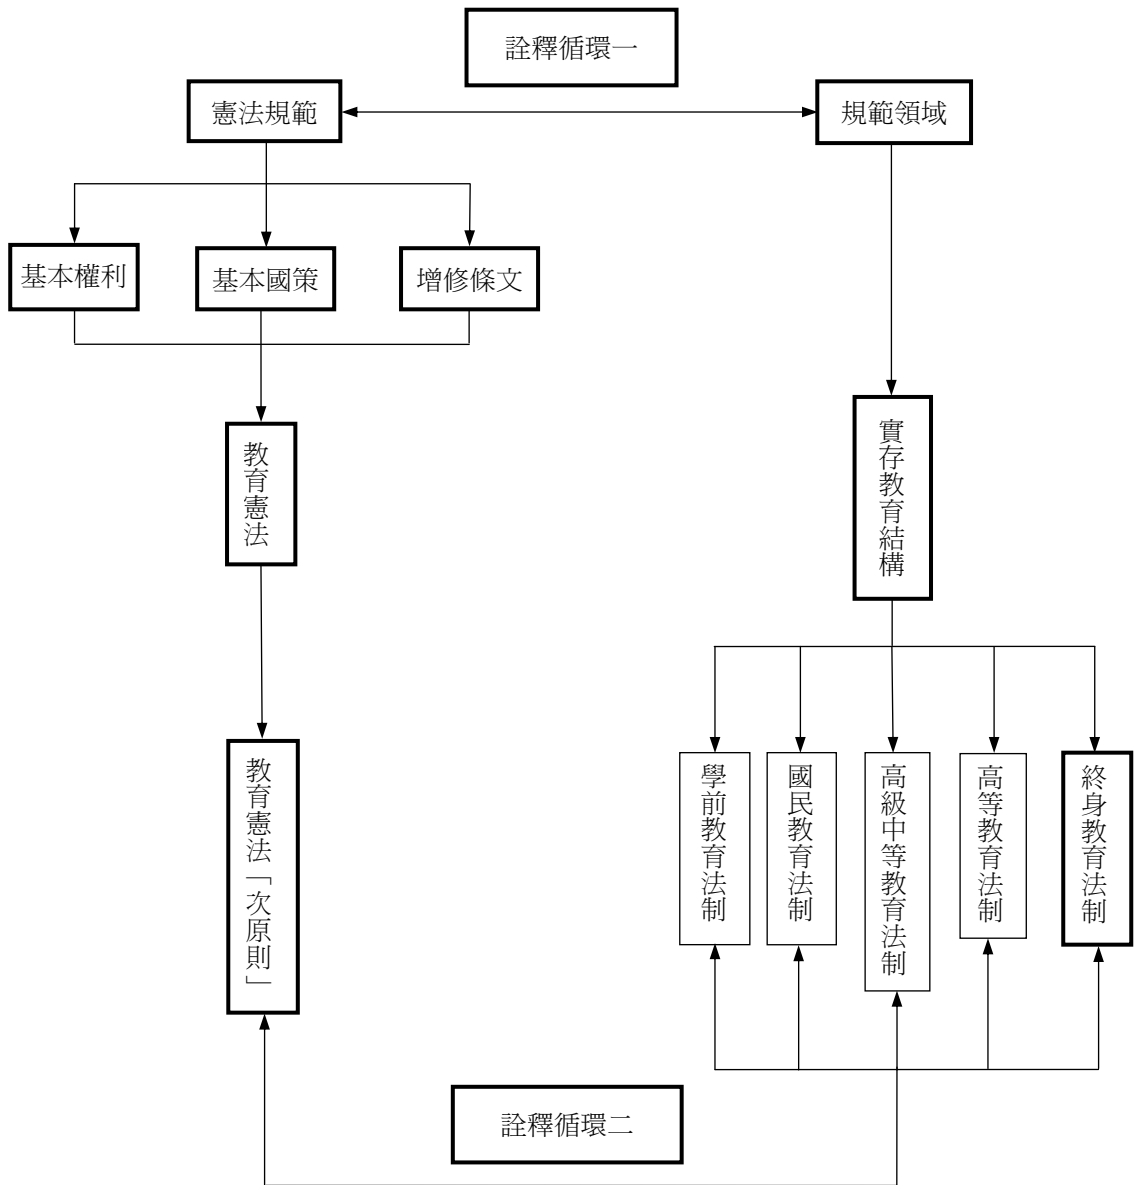 詮釋循環一
憲法規範
規範領域
基本權利
基本國策
增修條文
教育憲法
實存教育結構
教育憲法「次原則」
學前教育法制
國民教育法制
高級中等教育法制
高等教育法制
終身教育法制
詮釋循環二